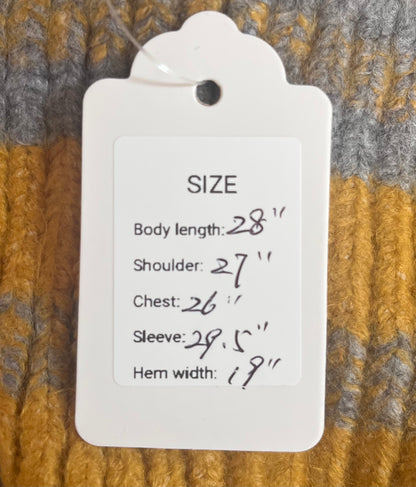 SIZE
Body length: 28"
Shoulder: 27"
Chest: 26"
Sleeve: 29.5"
Hem width: 19"